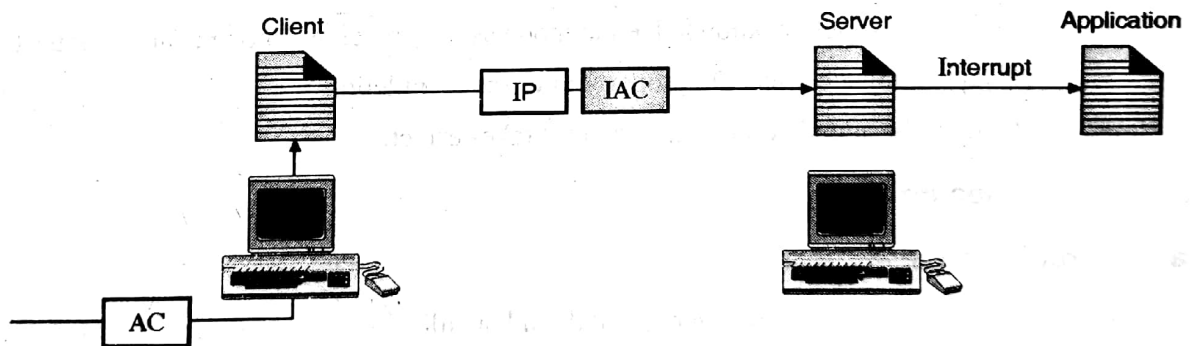 Client
Server
Application
IP
IAC
Interrupt
AC